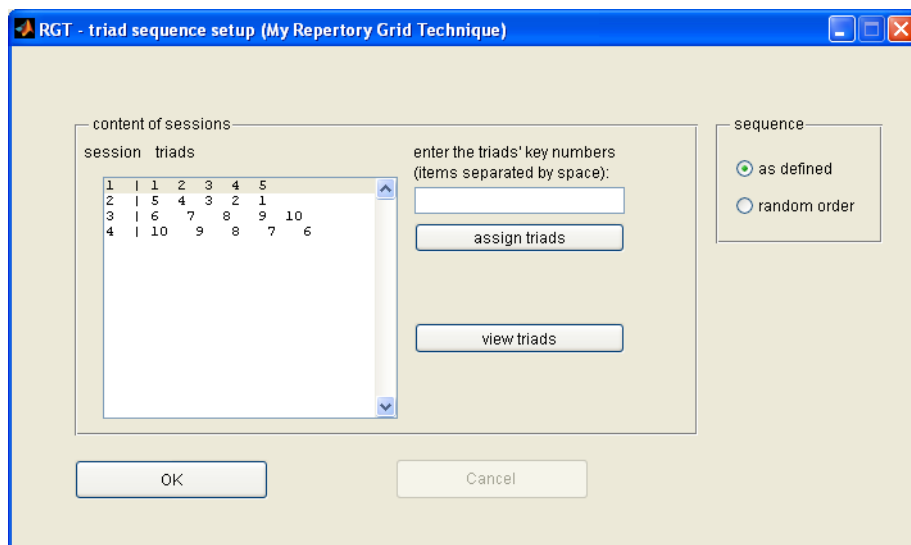 RGT - triad sequence setup (My Repertory Grid Technique)
content of sessions
session triads
1 | 1 2 3 4 5
2 | 5 4 3 2 1
3 | 6 7 8 9 10
4 | 10 9 8 7 6
enter the triads' key numbers
(items separated by space):
assign triads
view triads
sequence
as defined
random order
OK
Cancel